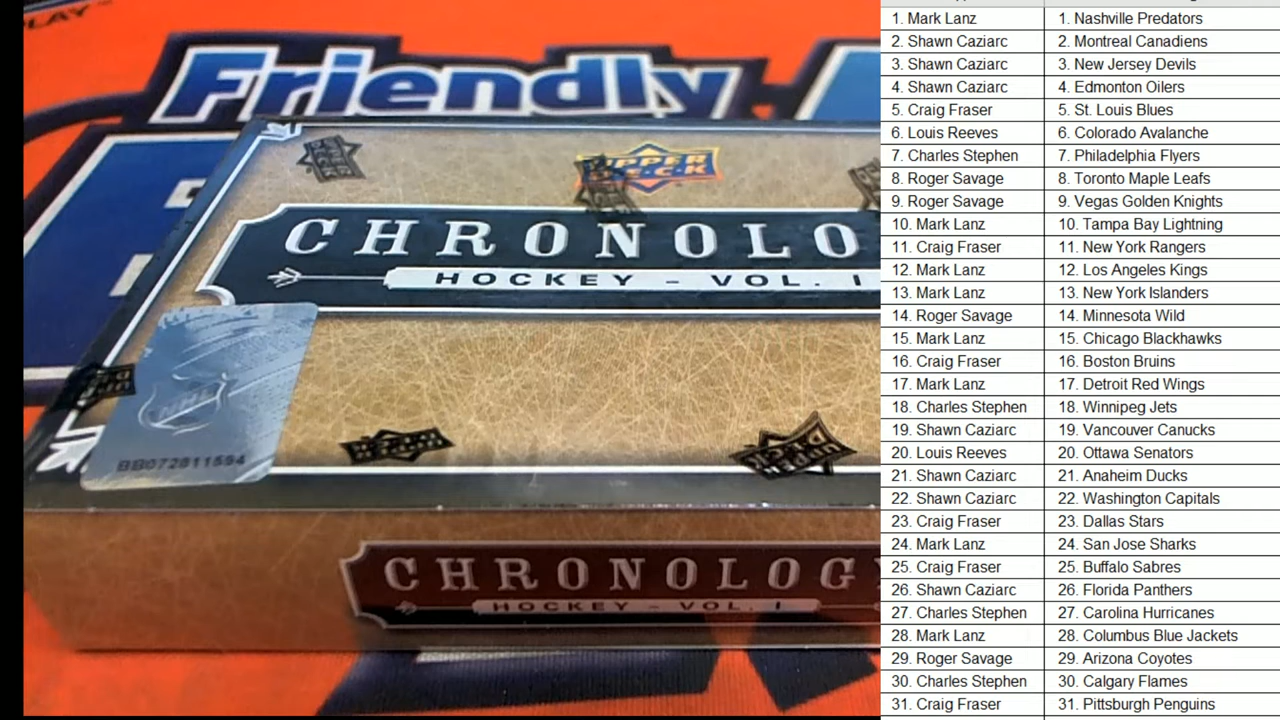 PLAY
Friendly
UPPER
DECK
CHRONOLO
HOCKEY - VOL. I
NHL
BB072811594
CHRONOLOGY
HOCKEY - VOL. I
1. Mark Lanz 1. Nashville Predators
2. Shawn Caziarc 2. Montreal Canadiens
3. Shawn Caziarc 3. New Jersey Devils
4. Shawn Caziarc 4. Edmonton Oilers
5. Craig Fraser 5. St. Louis Blues
6. Louis Reeves 6. Colorado Avalanche
7. Charles Stephen 7. Philadelphia Flyers
8. Roger Savage 8. Toronto Maple Leafs
9. Roger Savage 9. Vegas Golden Knights
10. Mark Lanz 10. Tampa Bay Lightning
11. Craig Fraser 11. New York Rangers
12. Mark Lanz 12. Los Angeles Kings
13. Mark Lanz 13. New York Islanders
14. Roger Savage 14. Minnesota Wild
15. Mark Lanz 15. Chicago Blackhawks
16. Craig Fraser 16. Boston Bruins
17. Mark Lanz 17. Detroit Red Wings
18. Charles Stephen 18. Winnipeg Jets
19. Shawn Caziarc 19. Vancouver Canucks
20. Louis Reeves 20. Ottawa Senators
21. Shawn Caziarc 21. Anaheim Ducks
22. Shawn Caziarc 22. Washington Capitals
23. Craig Fraser 23. Dallas Stars
24. Mark Lanz 24. San Jose Sharks
25. Craig Fraser 25. Buffalo Sabres
26. Shawn Caziarc 26. Florida Panthers
27. Charles Stephen 27. Carolina Hurricanes
28. Mark Lanz 28. Columbus Blue Jackets
29. Roger Savage 29. Arizona Coyotes
30. Charles Stephen 30. Calgary Flames
31. Craig Fraser 31. Pittsburgh Penguins